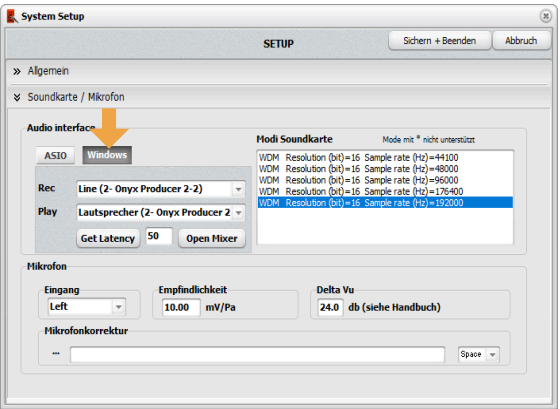 System Setup
SETUP
Sichern + Beenden
Abbruch
Allgemein
Soundkarte / Mikrofon
Audio interface
ASIO
Windows
Modi Soundkarte
Mode mit * nicht unterstützt
WDM Resolution (bit)=16 Sample rate (Hz)=44100
WDM Resolution (bit)=16 Sample rate (Hz)=48000
WDM Resolution (bit)=16 Sample rate (Hz)=96000
WDM Resolution (bit)=16 Sample rate (Hz)=176400
WDM Resolution (bit)=16 Sample rate (Hz)=192000
Rec
Line (2- Onyx Producer 2-2)
Play
Lautsprecher (2- Onyx Producer 2
Get Latency
50
Open Mixer
Mikrofon
Eingang
Left
Empfindlichkeit
10.00 mV/Pa
Delta Vu
24.0 db (siehe Handbuch)
Mikrofonkorrektur
...
Space